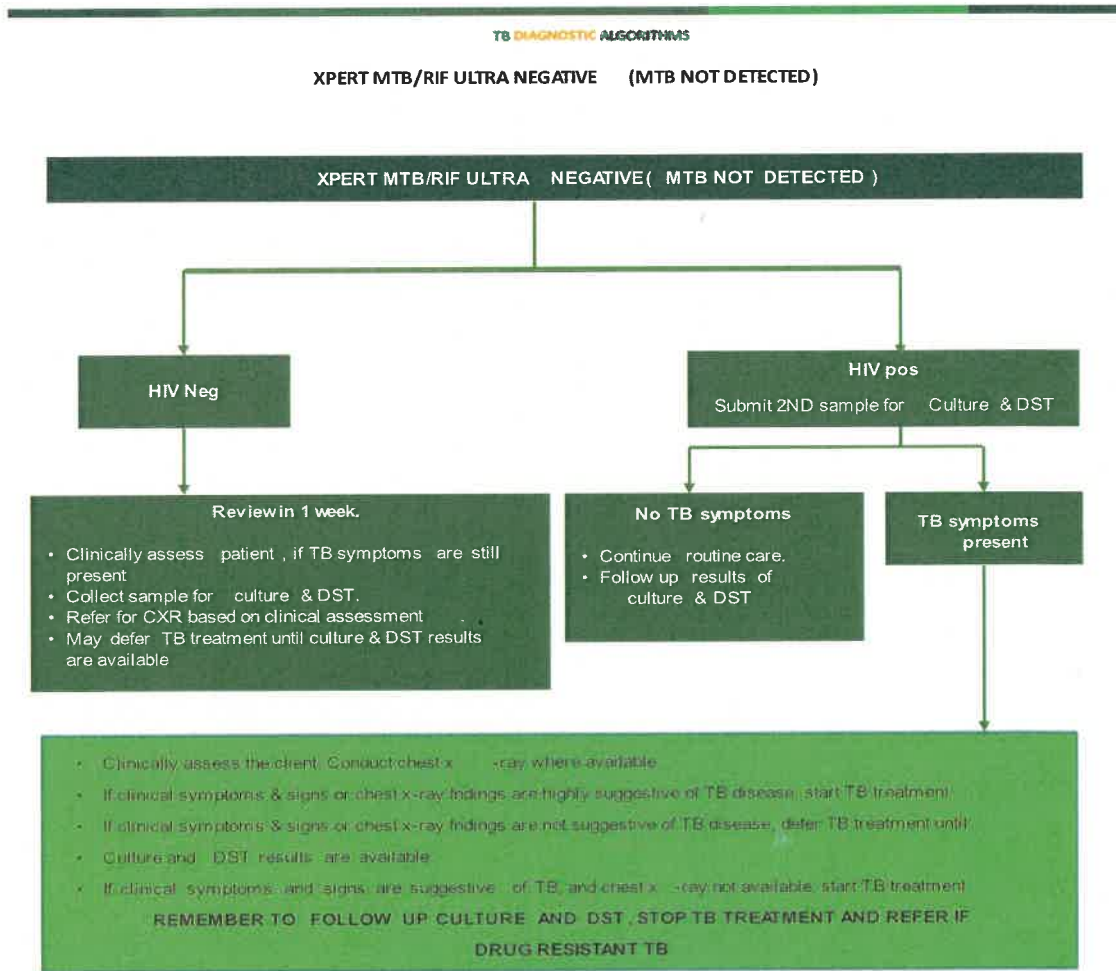 TB DIAGNOSTIC ALGORITHMS
XPERT MTB/RIF ULTRA NEGATIVE (MTB NOT DETECTED)
XPERT MTB/RIF ULTRA NEGATIVE( MTB NOT DETECTED )
HIV Neg
HIV pos
Submit 2ND sample for Culture & DST
Review in 1 week.
• Clinically assess patient , if TB symptoms are still
present
• Collect sample for culture & DST.
• Refer for CXR based on clinical assessment .
• May defer TB treatment until culture & DST results
are available
No TB symptoms
• Continue routine care.
• Follow up results of
culture & DST
TB symptoms
present
• Clinically assess the client. Conduct chest x -ray where available
• If clinical symptoms & signs or chest x-ray findings are highly suggestive of TB disease, start TB treatment
• If clinical symptoms & signs or chest x-ray findings are not suggestive of TB disease, defer TB treatment until
• Culture and DST results are available.
• If clinical symptoms and signs are suggestive of TB, and chest x -ray not available, start TB treatment
REMEMBER TO FOLLOW UP CULTURE AND DST, STOP TB TREATMENT AND REFER IF
DRUG RESISTANT TB